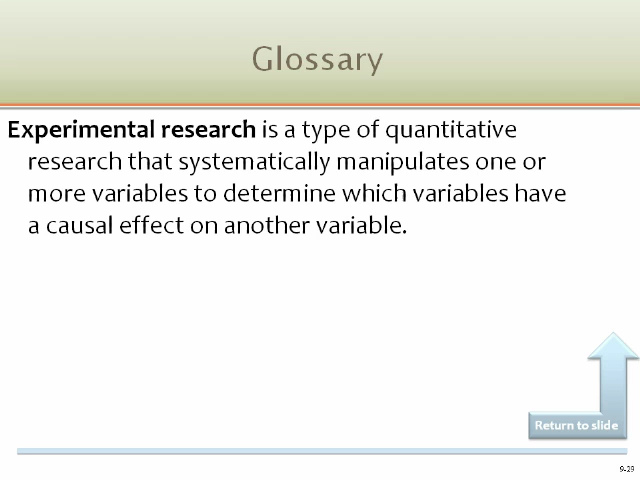 Glossary
Experimental research is a type of quantitative
research that systematically manipulates one or
more variables to determine which variables have
a causal effect on another variable.
Return to slide
9-29